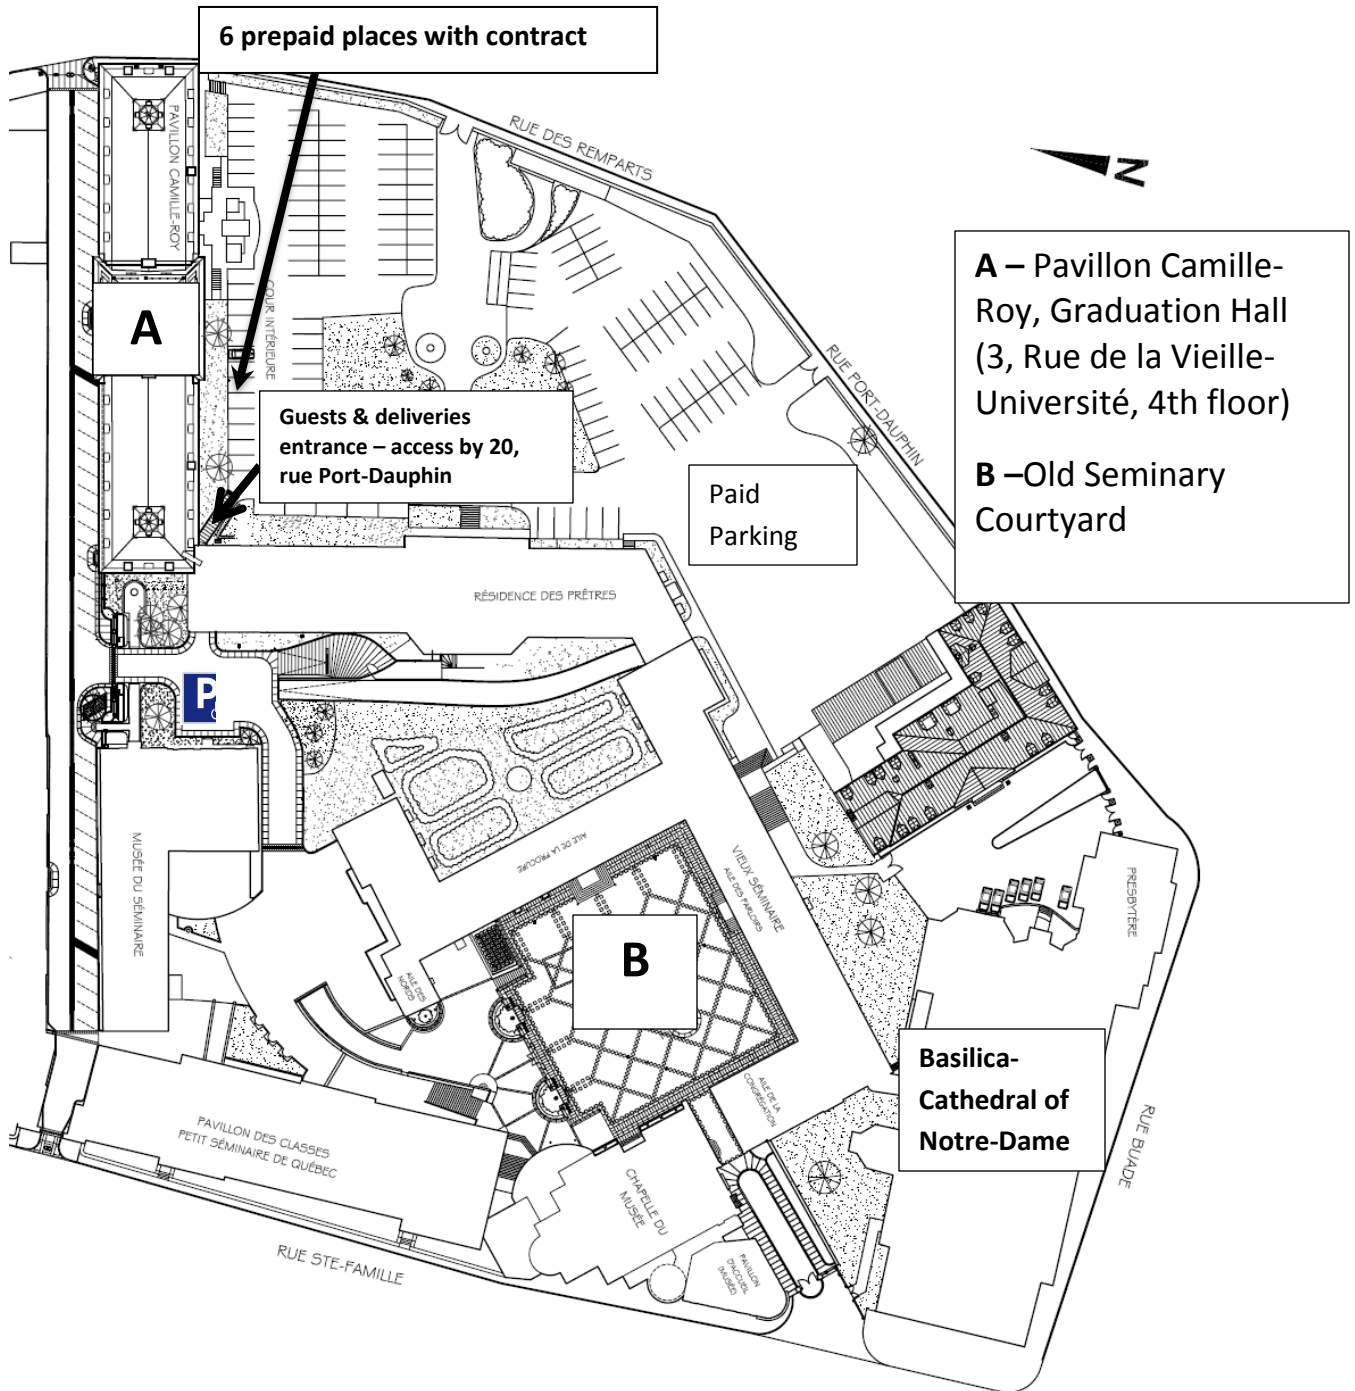 6 prepaid places with contract
RUE DES REMPARTS
N
PAVILLON CAMILLE-ROY
A
COUR INTÉRIEURE
A – Pavillon Camille-
Roy, Graduation Hall
(3, Rue de la Vieille-
Université, 4th floor)
B –Old Seminary
Courtyard
RUE PORT-DAUPHIN
Guests & deliveries
entrance – access by 20,
rue Port-Dauphin
Paid
Parking
RÉSIDENCE DES PRÊTRES
P
MUSÉE DU SÉMINAIRE
AILE DE LA PROCURE
VIEUX SÉMINAIRE
AILE DES PARLOIRS
PRESBYTÈRE
B
AILE DES
NORDS
Basilica-
Cathedral of
Notre-Dame
AILE DE LA
CONGRÉGATION
RUE BUADE
PAVILLON DES CLASSES
PETIT SÉMINAIRE DE QUÉBEC
CHAPELLE DU
MUSÉE
PAVILLON
D'ACCUEIL
(MUSÉE)
RUE STE-FAMILLE